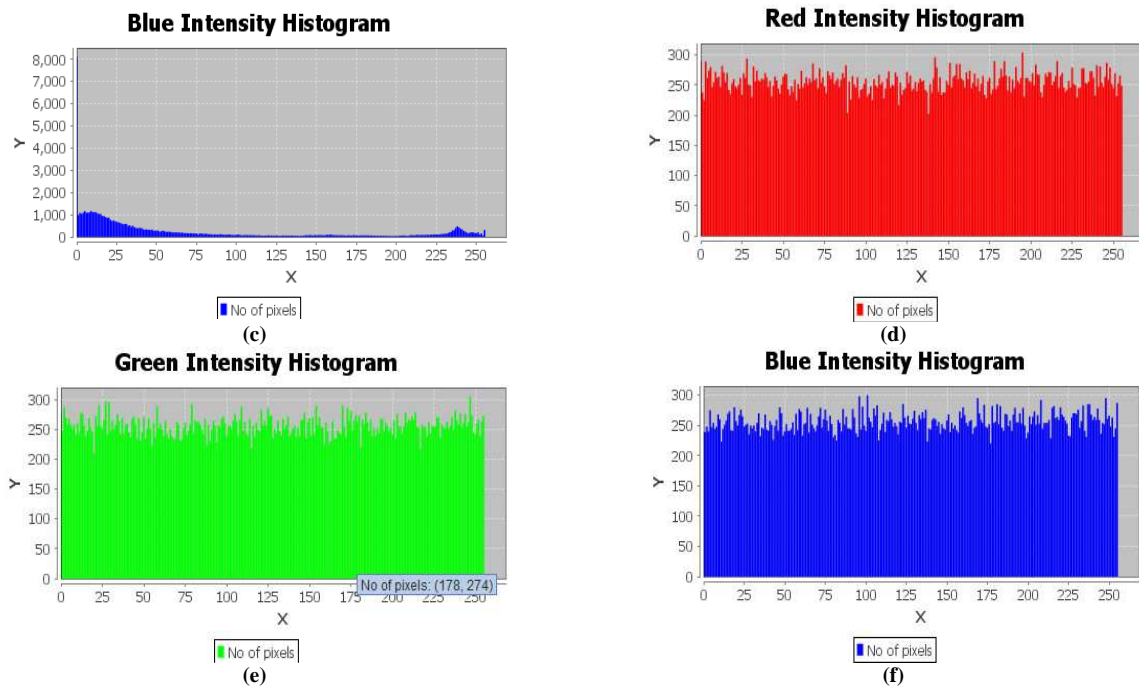 Blue Intensity Histogram
8,000
7,000
6,000
5,000
4,000
3,000
2,000
1,000
0
Y
0 25 50 75 100 125 150 175 200 225 250
X
No of pixels
(c)
Red Intensity Histogram
300
250
200
150
100
50
0
Y
0 25 50 75 100 125 150 175 200 225 250
X
No of pixels
(d)
Green Intensity Histogram
300
250
200
150
100
50
0
Y
No of pixels: (178, 274)
0 25 50 75 100 125 150 175 200 225 250
X
No of pixels
(e)
Blue Intensity Histogram
300
250
200
150
100
50
0
Y
0 25 50 75 100 125 150 175 200 225 250
X
No of pixels
(f)